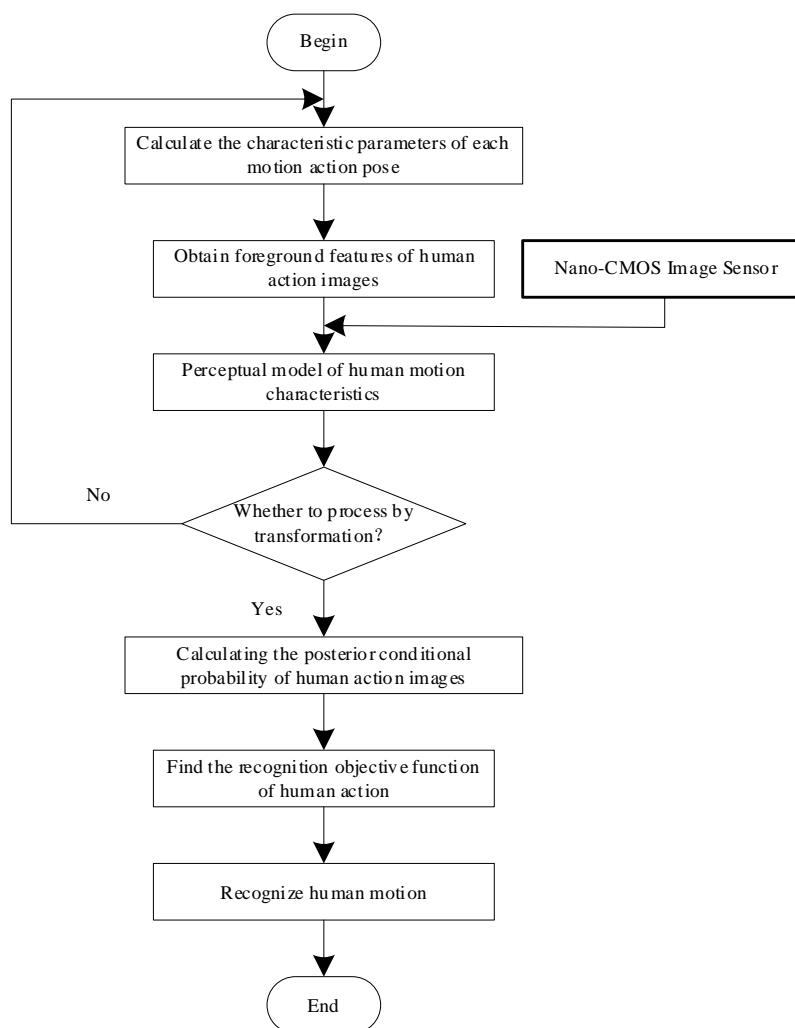 Begin
Calculate the characteristic parameters of each
motion action pose
Obtain foreground features of human
action images
Nano-CMOS Image Sensor
Perceptual model of human motion
characteristics
No
Whether to process by
transformation?
Yes
Calculating the posterior conditional
probability of human action images
Find the recognition objective function
of human action
Recognize human motion
End